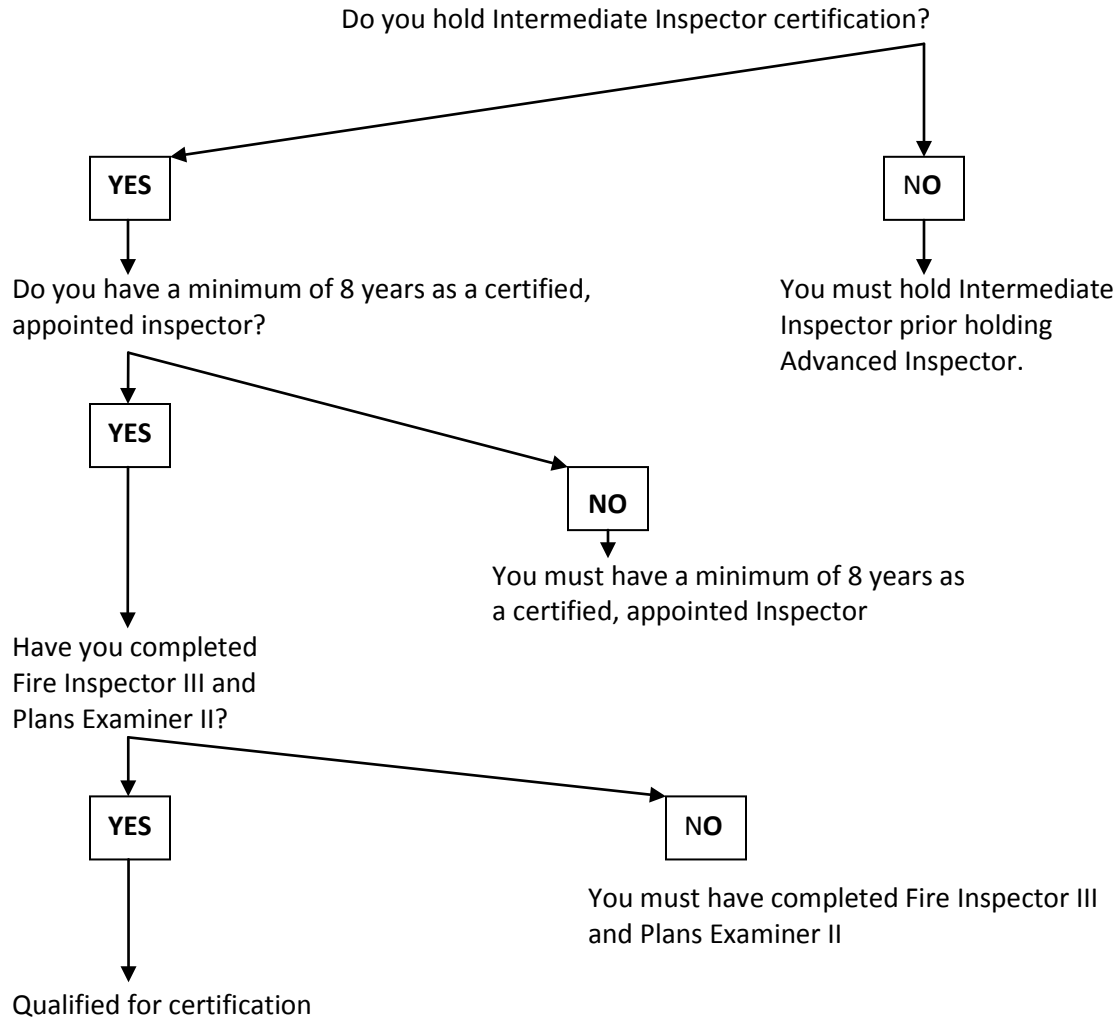 Do you hold Intermediate Inspector certification?
YES
NO
Do you have a minimum of 8 years as a certified,
appointed inspector?
You must hold Intermediate
Inspector prior holding
Advanced Inspector.
YES
NO
You must have a minimum of 8 years as
a certified, appointed Inspector
Have you completed
Fire Inspector III and
Plans Examiner II?
YES
NO
You must have completed Fire Inspector III
and Plans Examiner II
Qualified for certification